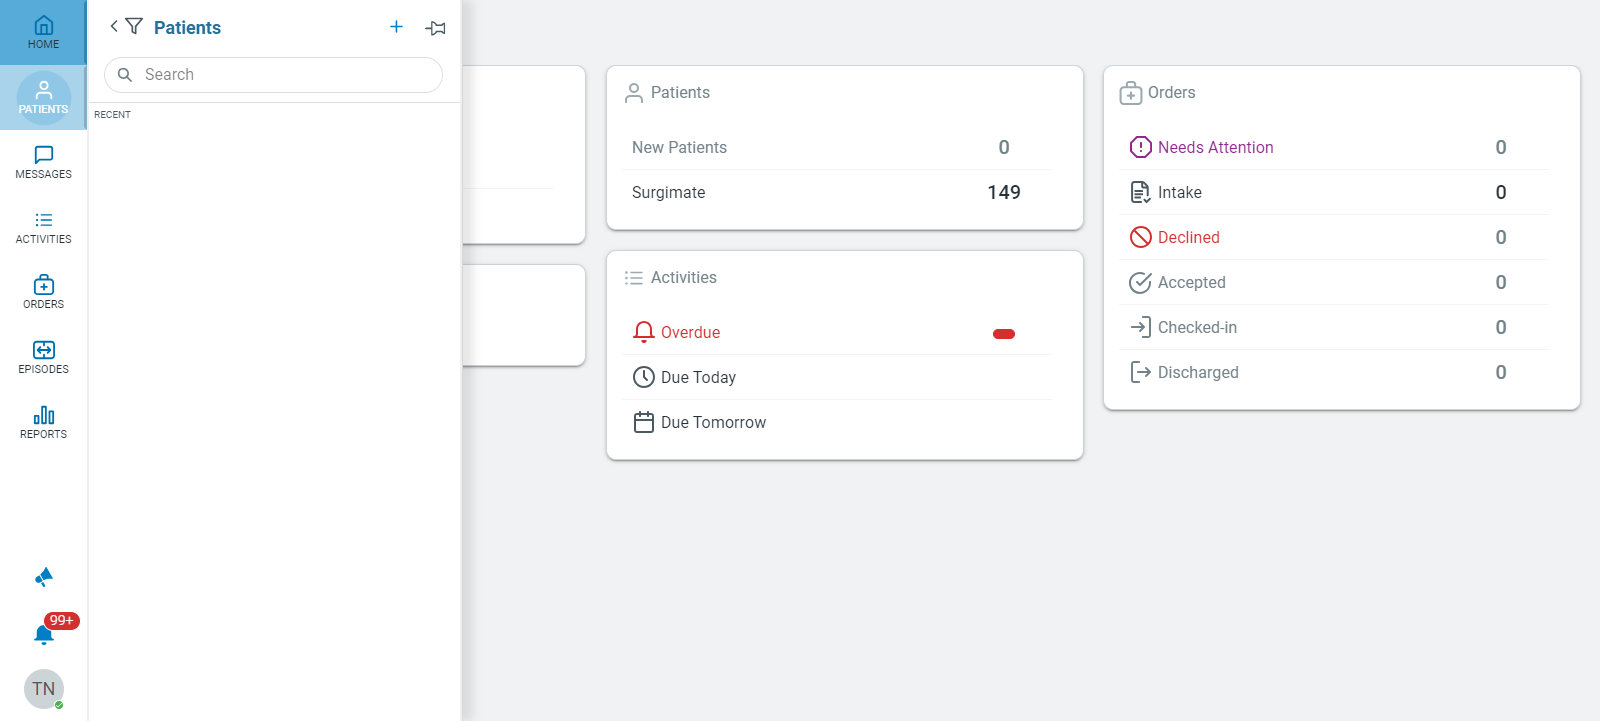 HOME
PATIENTS
MESSAGES
ACTIVITIES
ORDERS
EPISODES
REPORTS
99+
TN
Patients
Search
RECENT
Patients
New Patients 0
Surgimate 149
Activities
Overdue
Due Today
Due Tomorrow
Orders
Needs Attention 0
Intake 0
Declined 0
Accepted 0
Checked-in 0
Discharged 0